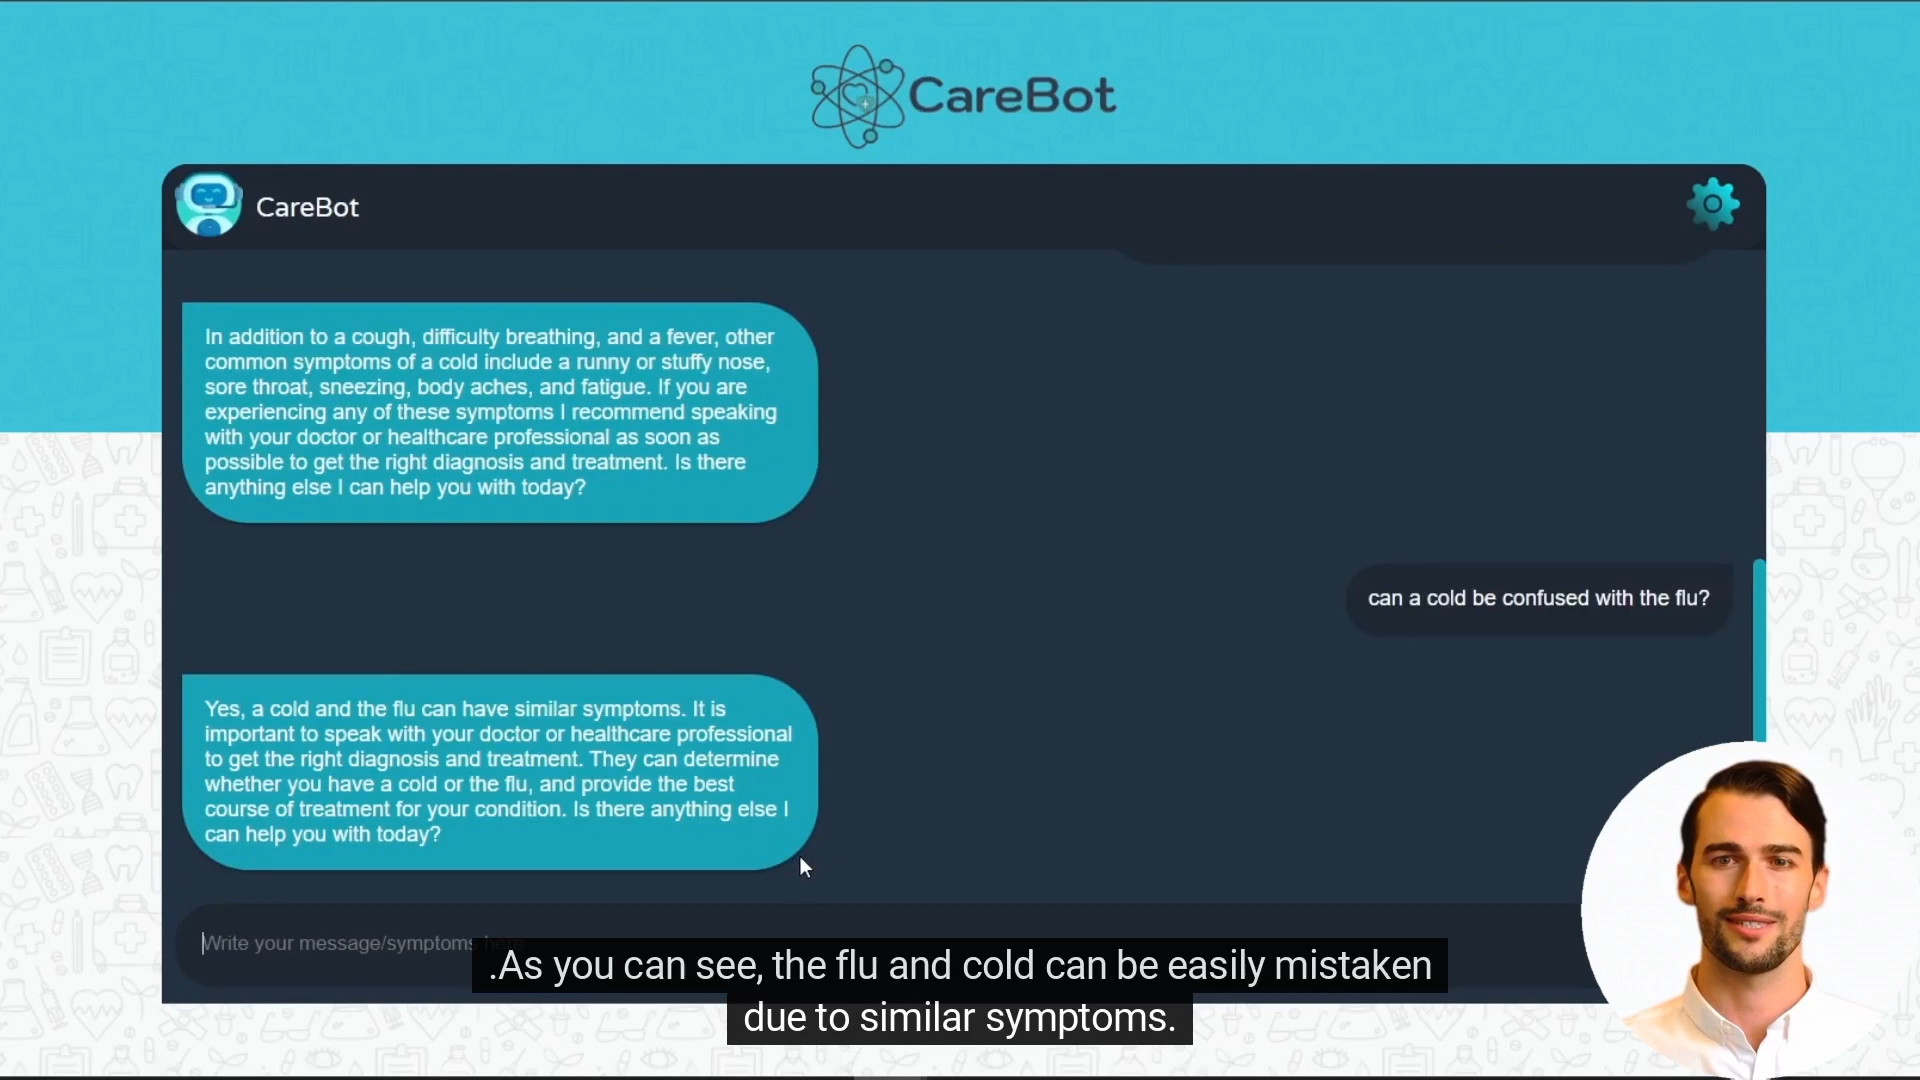 CareBot
CareBot
In addition to a cough, difficulty breathing, and a fever, other
common symptoms of a cold include a runny or stuffy nose,
sore throat, sneezing, body aches, and fatigue. If you are
experiencing any of these symptoms I recommend speaking
with your doctor or healthcare professional as soon as
possible to get the right diagnosis and treatment. Is there
anything else I can help you with today?
can a cold be confused with the flu?
Yes, a cold and the flu can have similar symptoms. It is
important to speak with your doctor or healthcare professional
to get the right diagnosis and treatment. They can determine
whether you have a cold or the flu, and provide the best
course of treatment for your condition. Is there anything else I
can help you with today?
Write your message/symptoms here
.As you can see, the flu and cold can be easily mistaken
due to similar symptoms.